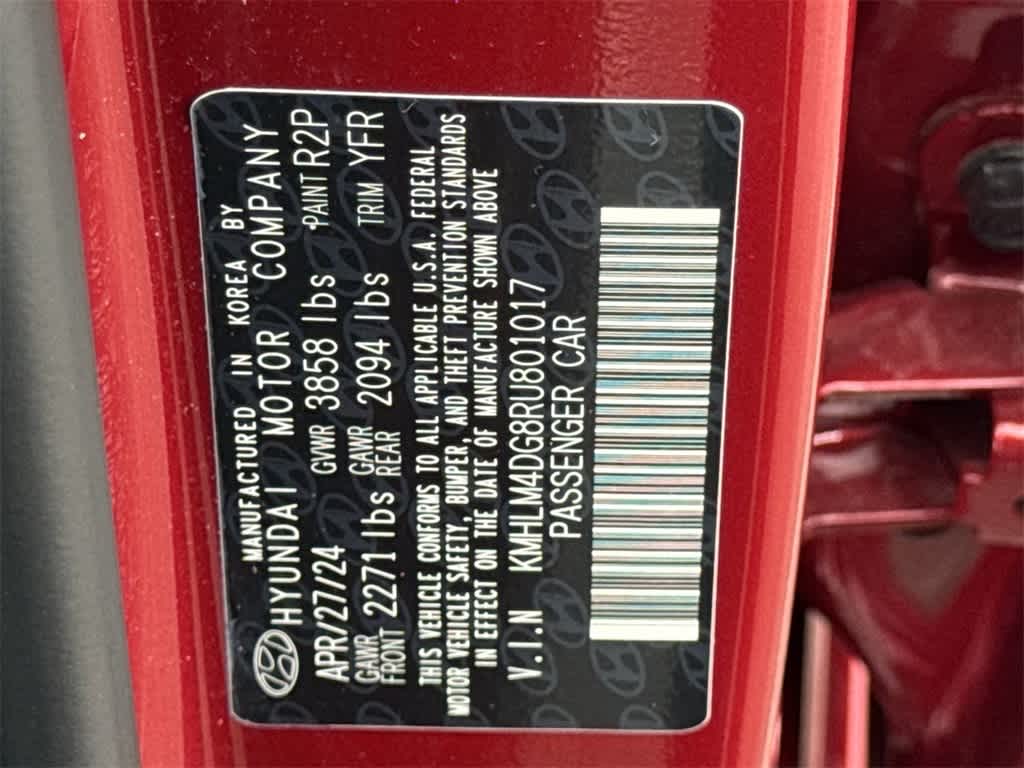 MANUFACTURED IN KOREA BY
HYUNDAI MOTOR COMPANY
APR/27/24 GVWR 3858 lbs PAINT R2P
GAWR FRONT 2271 lbs GAWR REAR 2094 lbs TRIM YFR
THIS VEHICLE CONFORMS TO ALL APPLICABLE U.S.A. FEDERAL
MOTOR VEHICLE SAFETY, BUMPER, AND THEFT PREVENTION STANDARDS
IN EFFECT ON THE DATE OF MANUFACTURE SHOWN ABOVE
V.I.N KMHLM4DG8RU801017
PASSENGER CAR